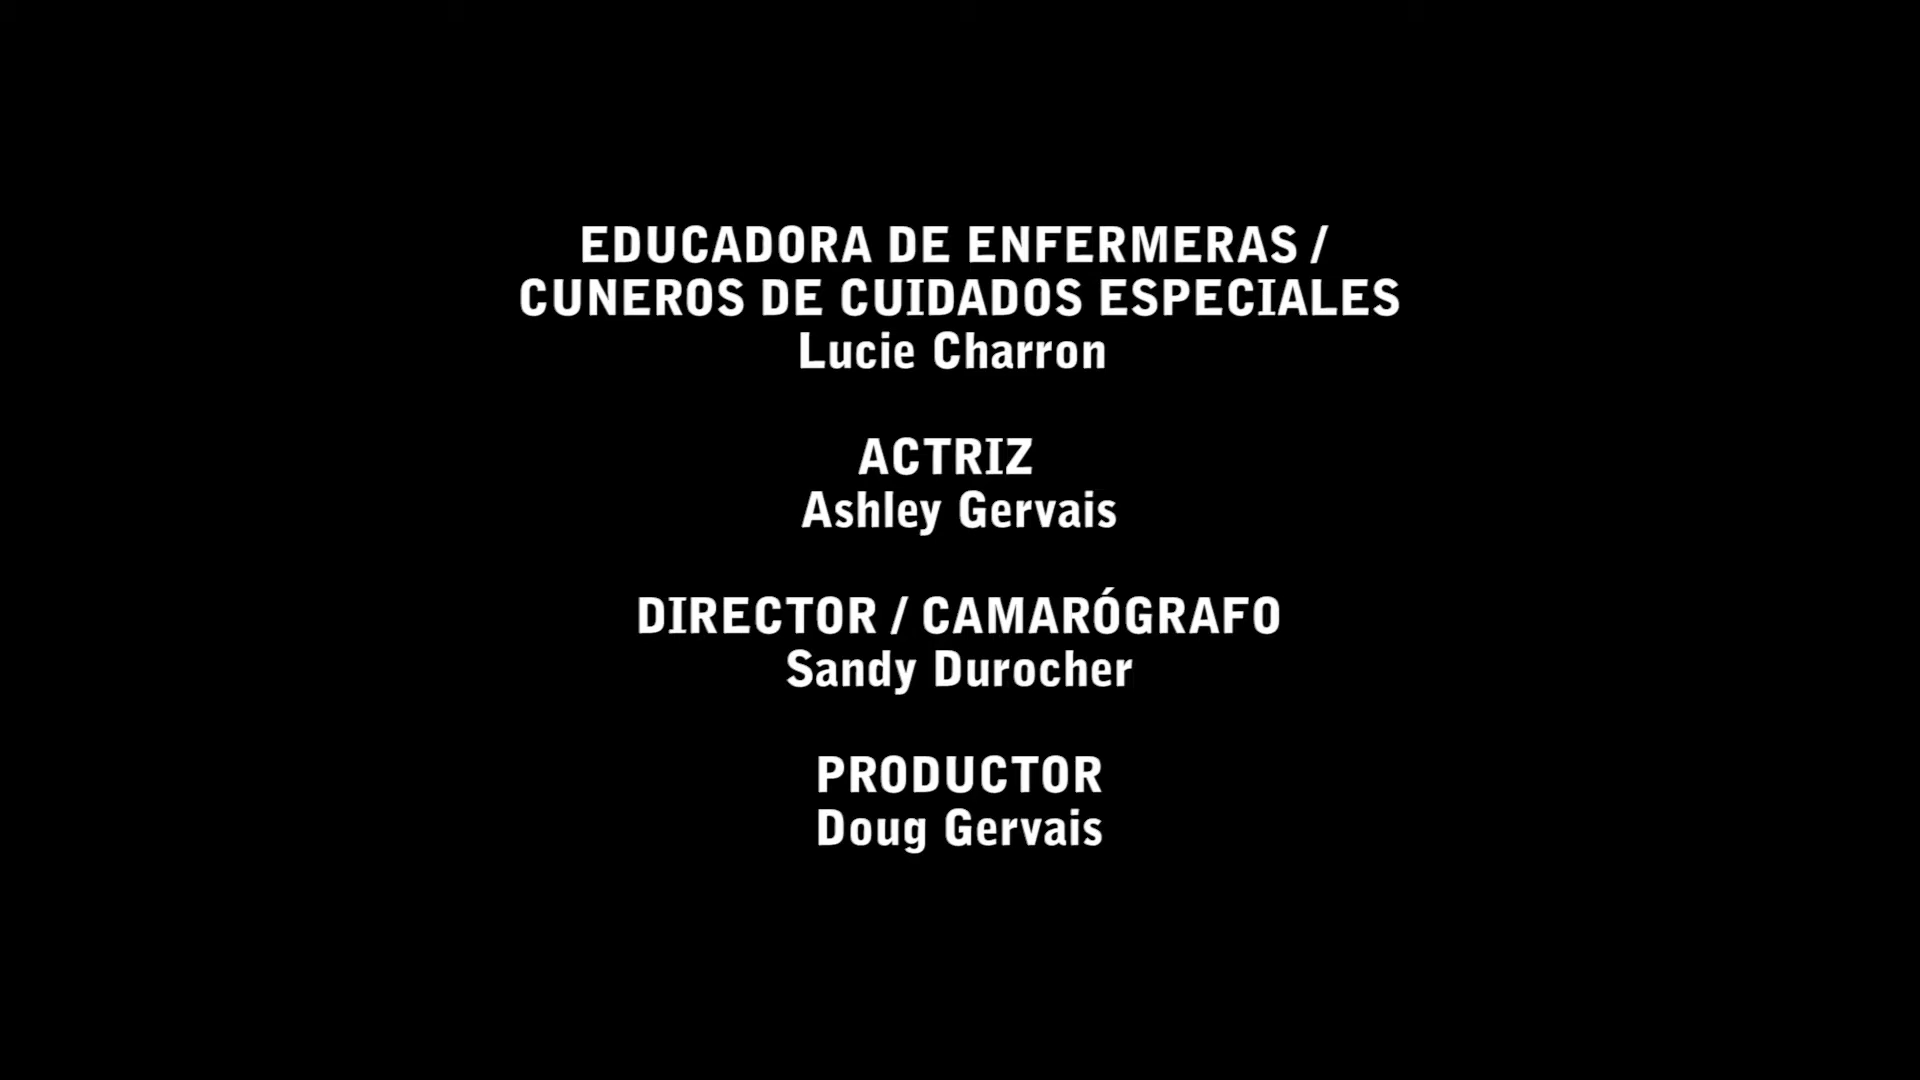 EDUCADORA DE ENFERMERAS /
CUNEROS DE CUIDADOS ESPECIALES
Lucie Charron
ACTRIZ
Ashley Gervais
DIRECTOR / CAMARÓGRAFO
Sandy Durocher
PRODUCTOR
Doug Gervais